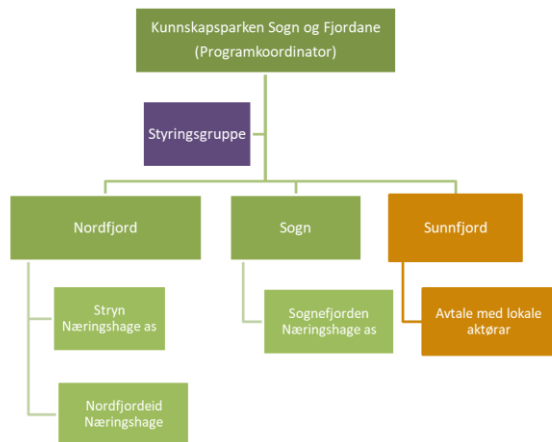 Kunnskapsparken Sogn og Fjordane
(Programkoordinator)
Styringsgruppe
Nordfjord
Sogn
Sunnfjord
Stryn
Næringshage as
Sognefjorden
Næringshage as
Avtale med lokale
aktørar
Nordfjordeid
Næringshage